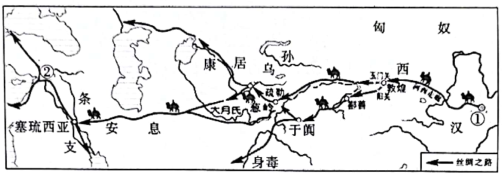 匈奴
康居
乌孙
西
玉门关
敦煌
阳关
鄯善
河西走廊
①
汉
②
塞琉西亚
条支
安息
大月氏
疏勒
葱岭
于阗
身毒
丝绸之路